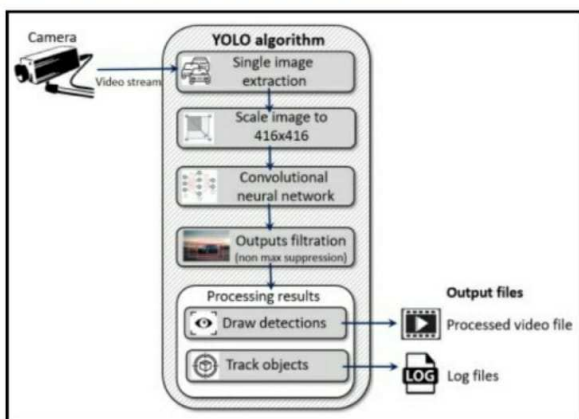 Camera
Video stream
YOLO algorithm
Single image
extraction
Scale image to
416x416
Convolutional
neural network
Outputs filtration
(non max suppression)
Processing results
Draw detections
Track objects
Output files
Processed video file
LOG
Log files